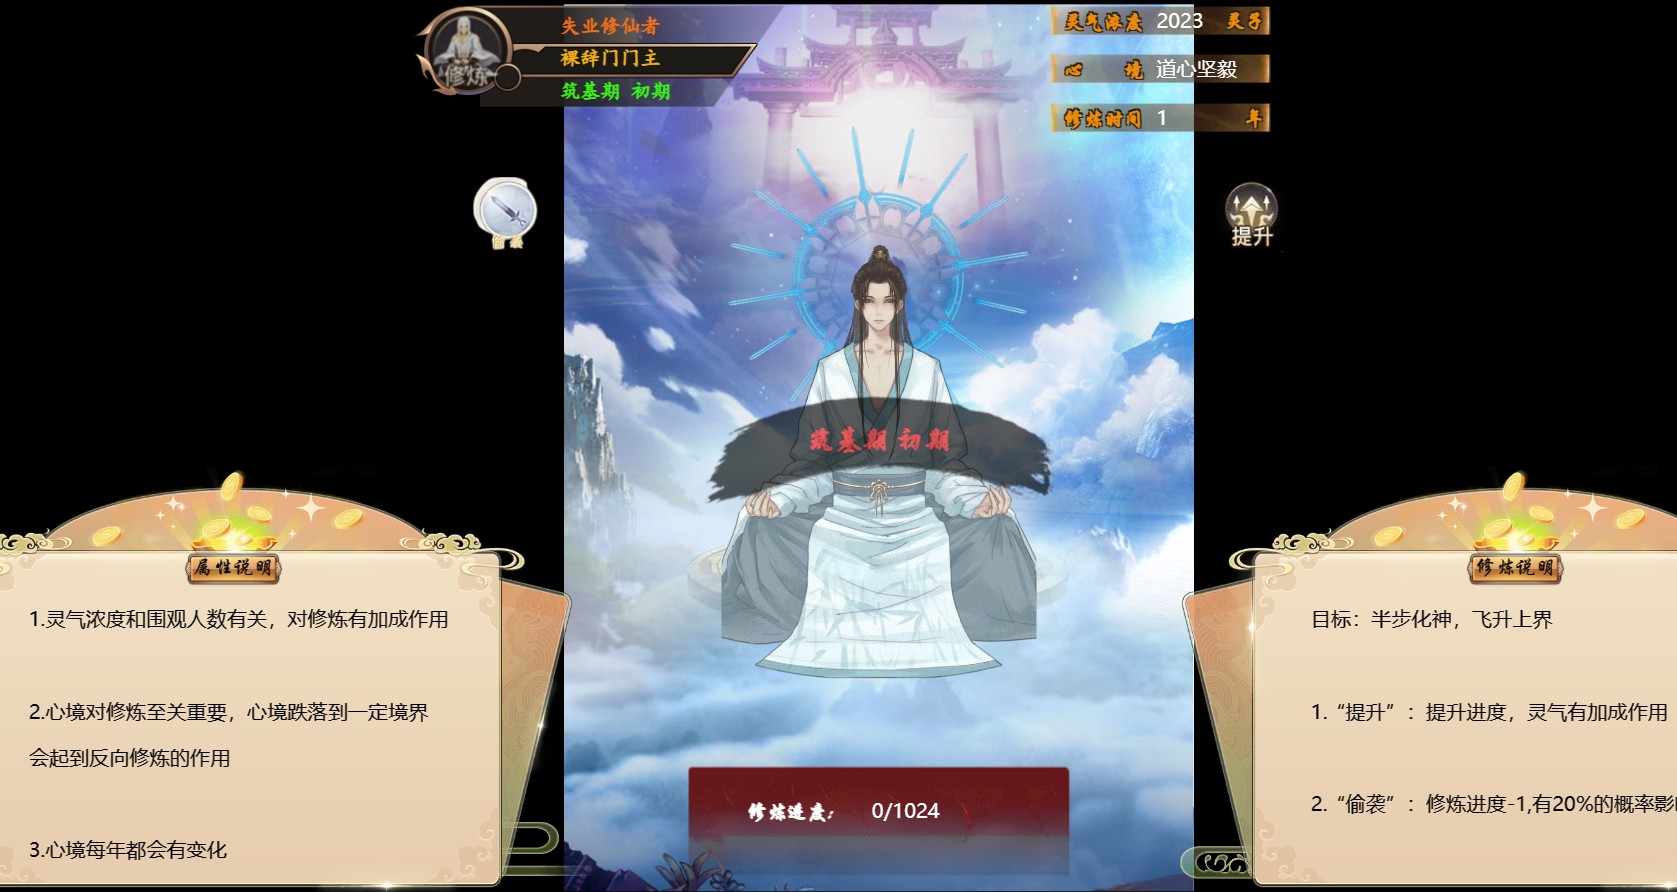 失业修仙者
裸辞门门主
修炼
筑基期 初期
灵气浓度 2023 灵子
心 境 道心坚毅
修炼时间 1 年
偷袭
提升
筑基期 初期
属性说明
1.灵气浓度和围观人数有关，对修炼有加成作用
2.心境对修炼至关重要，心境跌落到一定境界
会起到反向修炼的作用
3.心境每年都会有变化
修炼说明
目标：半步化神，飞升上界
1.“提升”：提升进度，灵气有加成作用
2.“偷袭”：修炼进度-1,有20%的概率影
修炼进度: 0/1024